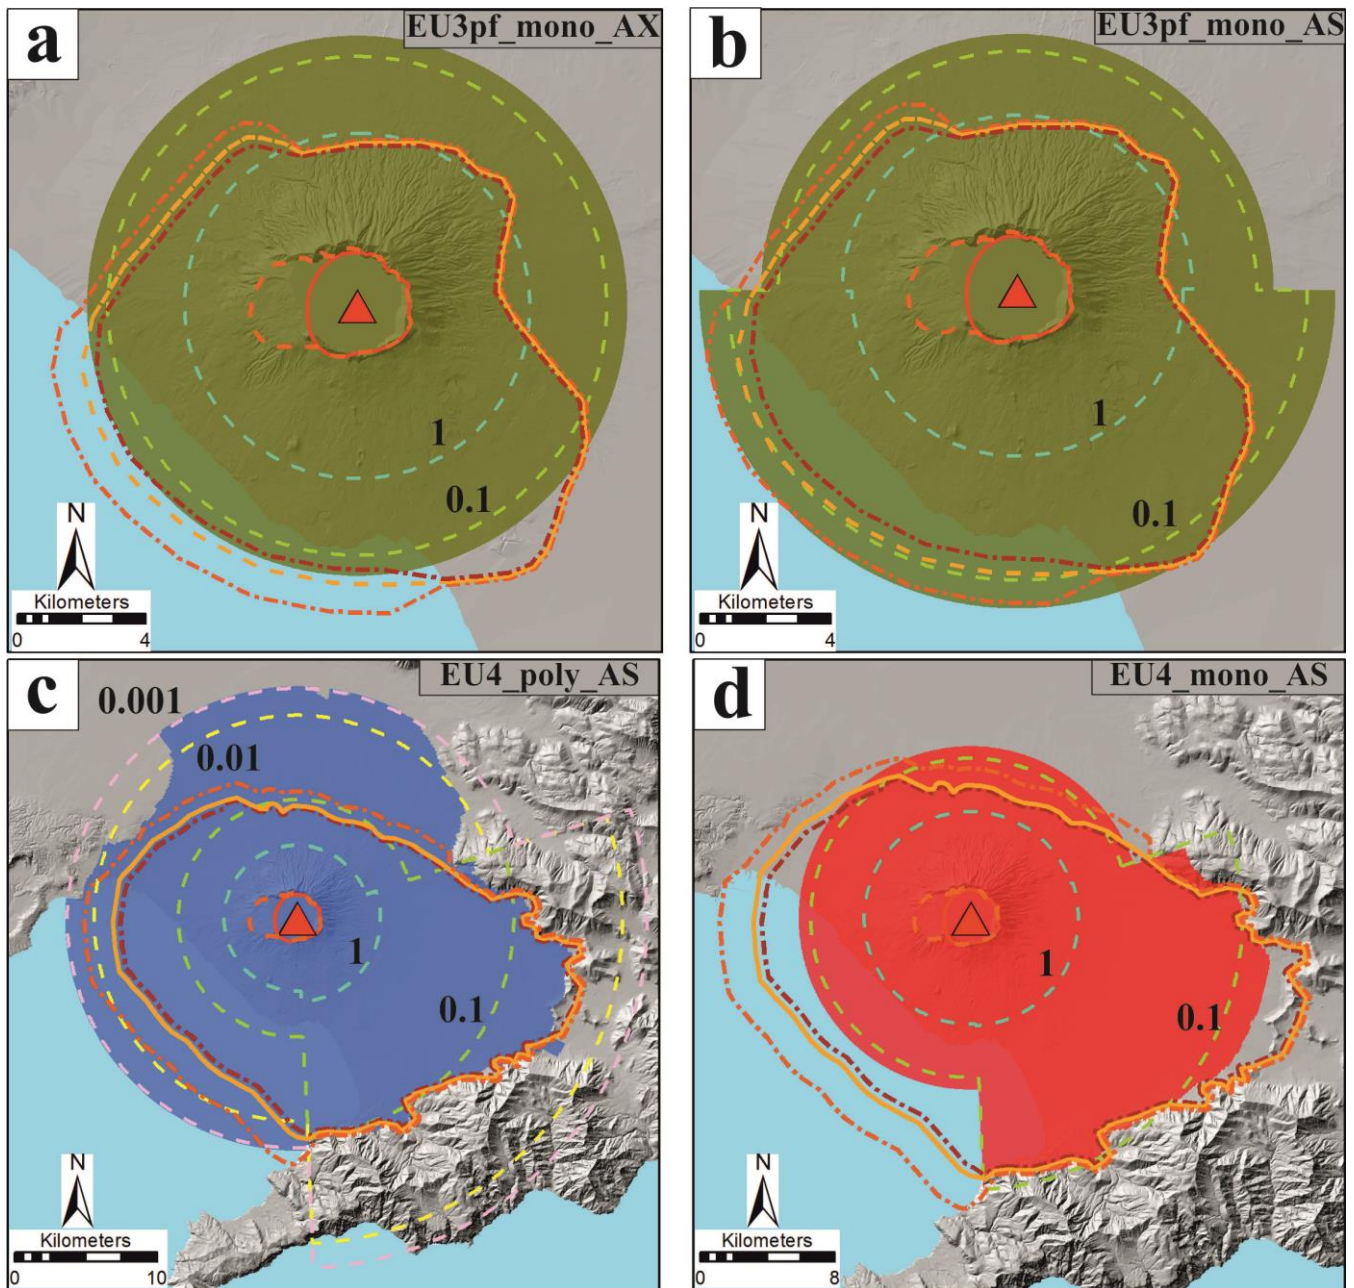 a
EU3pf_mono_AX
1
0.1
N
Kilometers
0 4
b
EU3pf_mono_AS
1
0.1
N
Kilometers
0 4
c
EU4_poly_AS
0.001
0.01
1
0.1
N
Kilometers
0 10
d
EU4_mono_AS
1
0.1
N
Kilometers
0 8